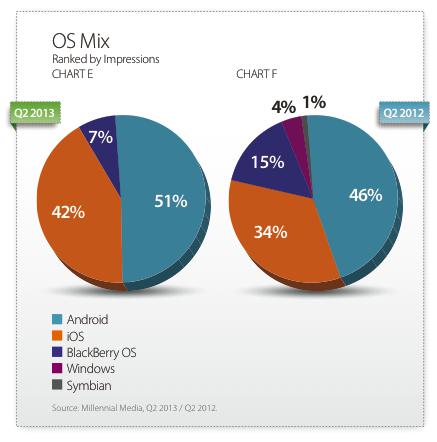 OS Mix
Ranked by Impressions
CHART E
CHART F
Q2 2013
Q2 2012
7%
51%
42%
4%
1%
15%
46%
34%
Android
iOS
BlackBerry OS
Windows
Symbian
Source: Millennial Media, Q2 2013 / Q2 2012.